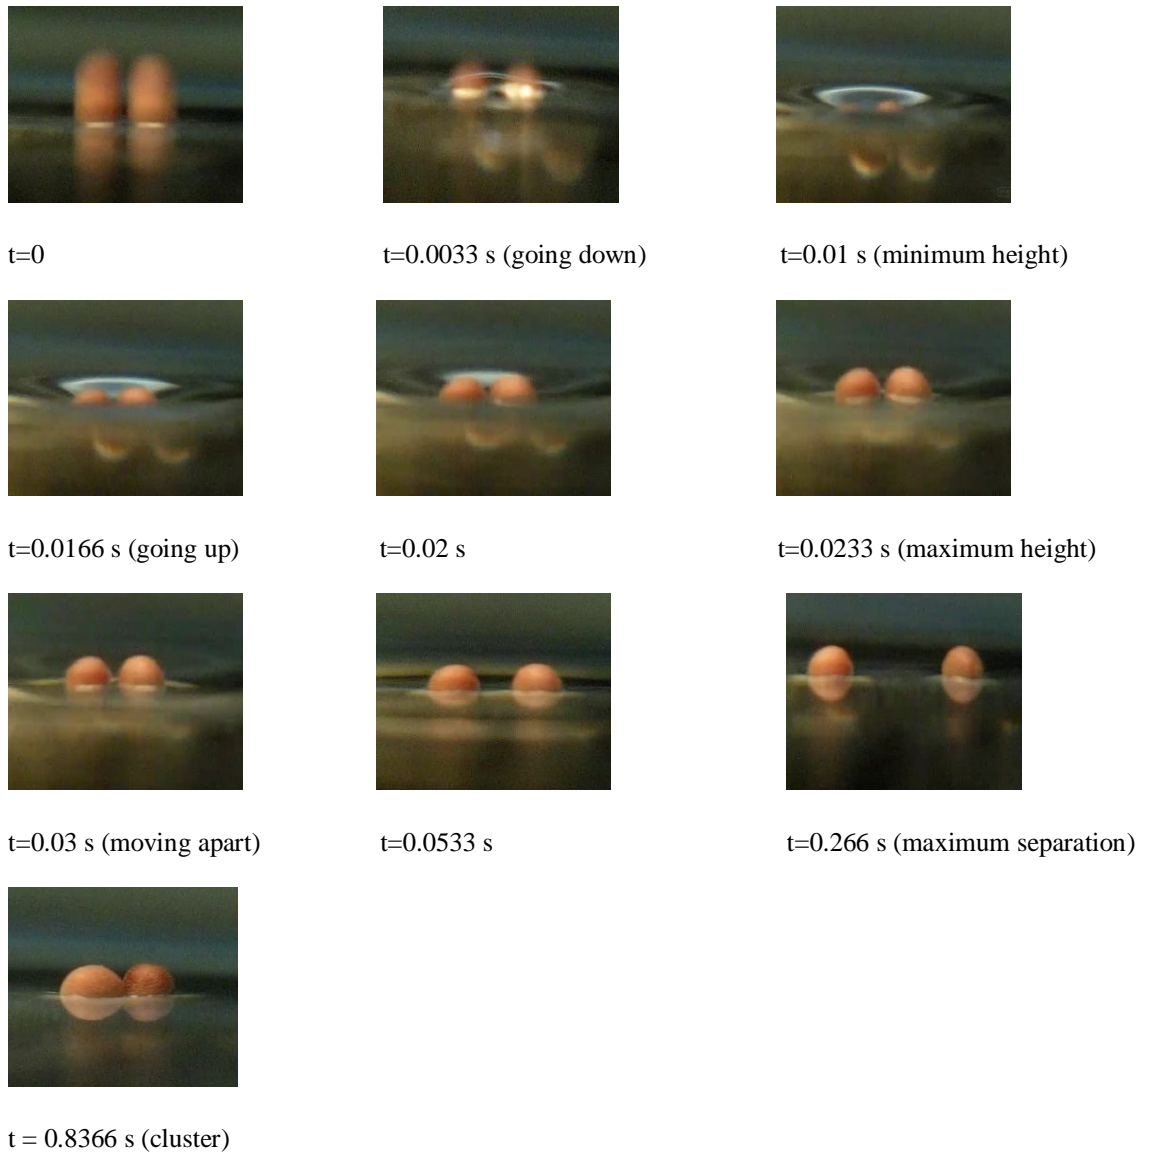 t=0
t=0.0033 s (going down)
t=0.01 s (minimum height)
t=0.0166 s (going up)
t=0.02 s
t=0.0233 s (maximum height)
t=0.03 s (moving apart)
t=0.0533 s
t=0.266 s (maximum separation)
t = 0.8366 s (cluster)